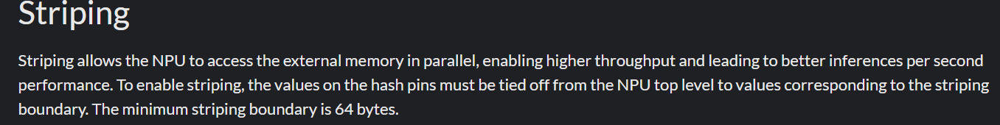 Striping
Striping allows the NPU to access the external memory in parallel, enabling higher throughput and leading to better inferences per second
performance. To enable striping, the values on the hash pins must be tied off from the NPU top level to values corresponding to the striping
boundary. The minimum striping boundary is 64 bytes.